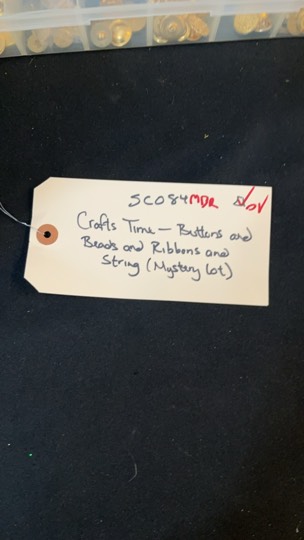 SC084MDR
Crafts Time — Buttons and
Beads and Ribbons and
String (Mystery Lot)